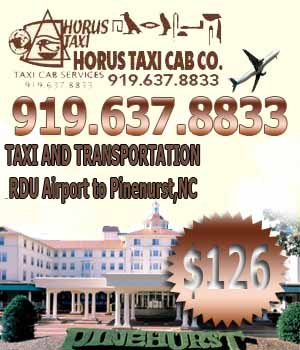 HORUS
TAXI
TAXI CAB SERVICES
919.637.8833
HORUS TAXI CAB CO.
919.637.8833
919.637.8833
TAXI AND TRANSPORTATION
RDU Airport to Pinehurst,NC
$126
PINEHURST